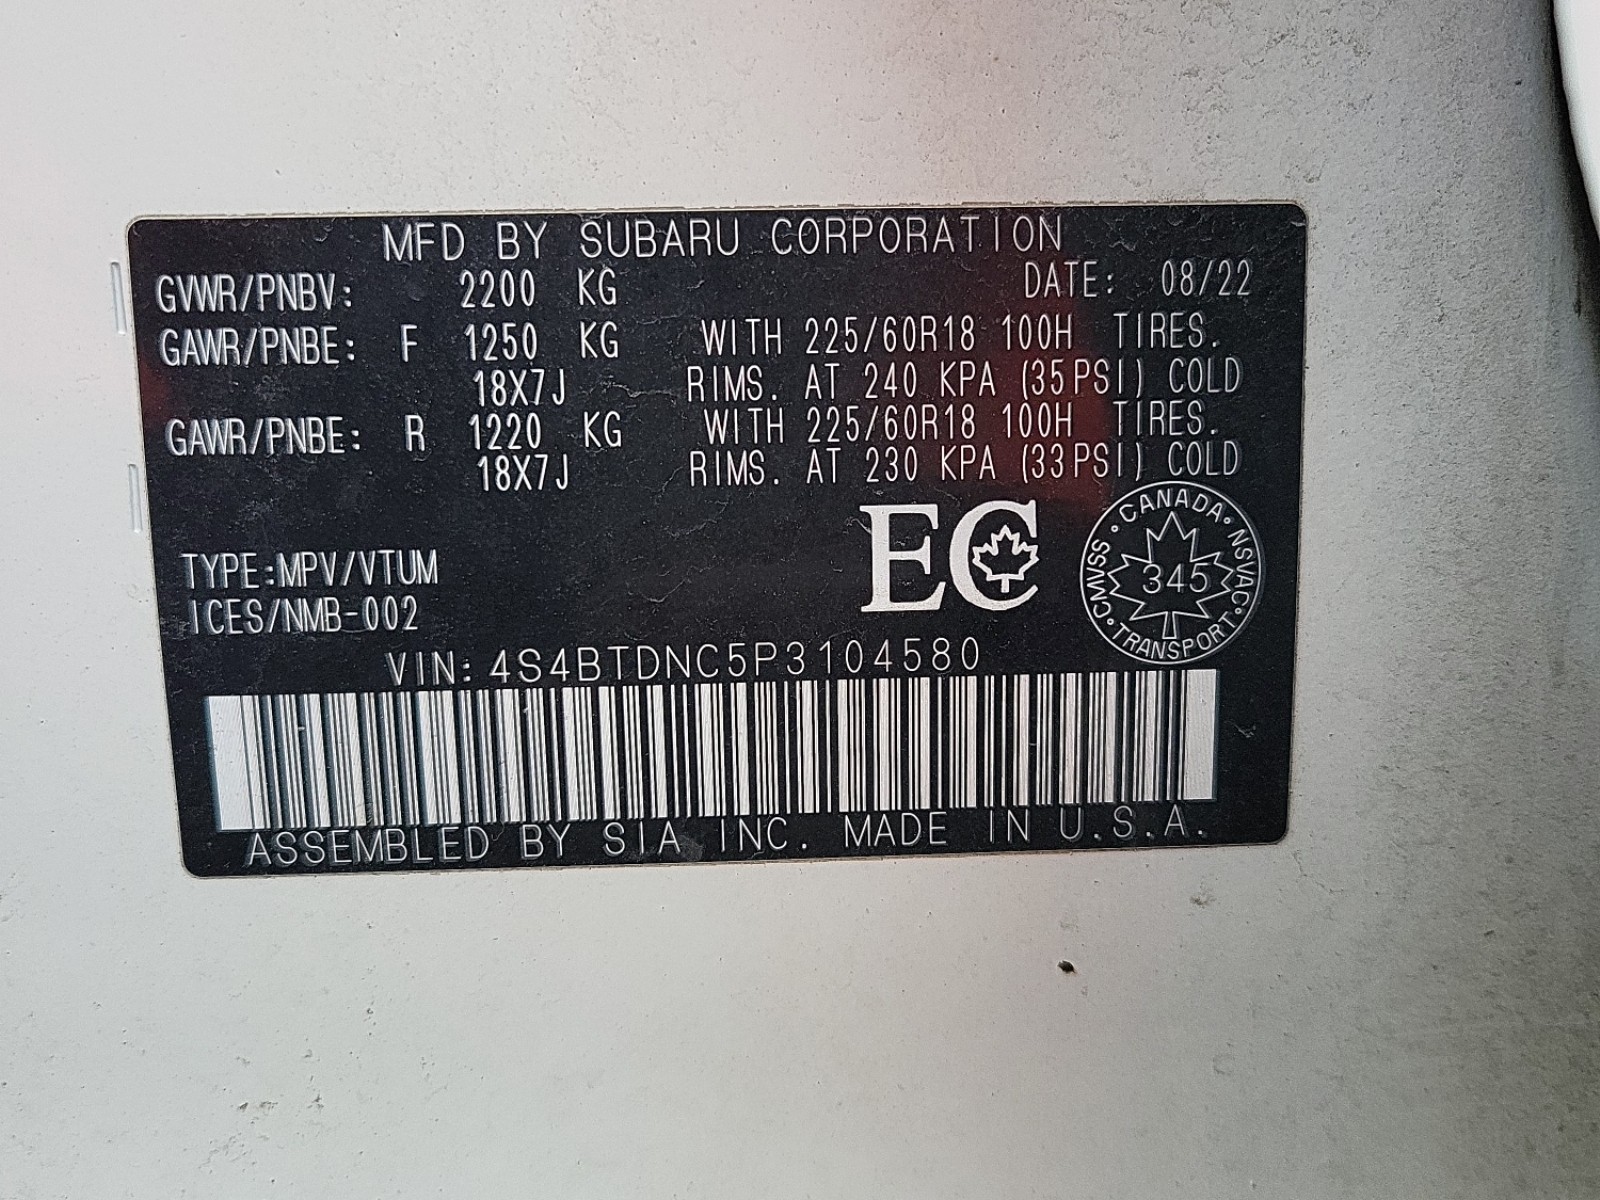 MFD BY SUBARU CORPORATION
GVWR/PNBV: 2200 KG DATE: 08/22
GAWR/PNBE: F 1250 KG WITH 225/60R18 100H TIRES.
18X7J RIMS. AT 240 KPA (35PSI) COLD
GAWR/PNBE: R 1220 KG WITH 225/60R18 100H TIRES.
18X7J RIMS. AT 230 KPA (33PSI) COLD
EC
CANADA • NSVAC • TRANSPORT • CMVSS •
345
TYPE:MPV/VTUM
ICES/NMB-002
VIN: 4S4BTDNC5P3104580
ASSEMBLED BY SIA INC. MADE IN U.S.A.